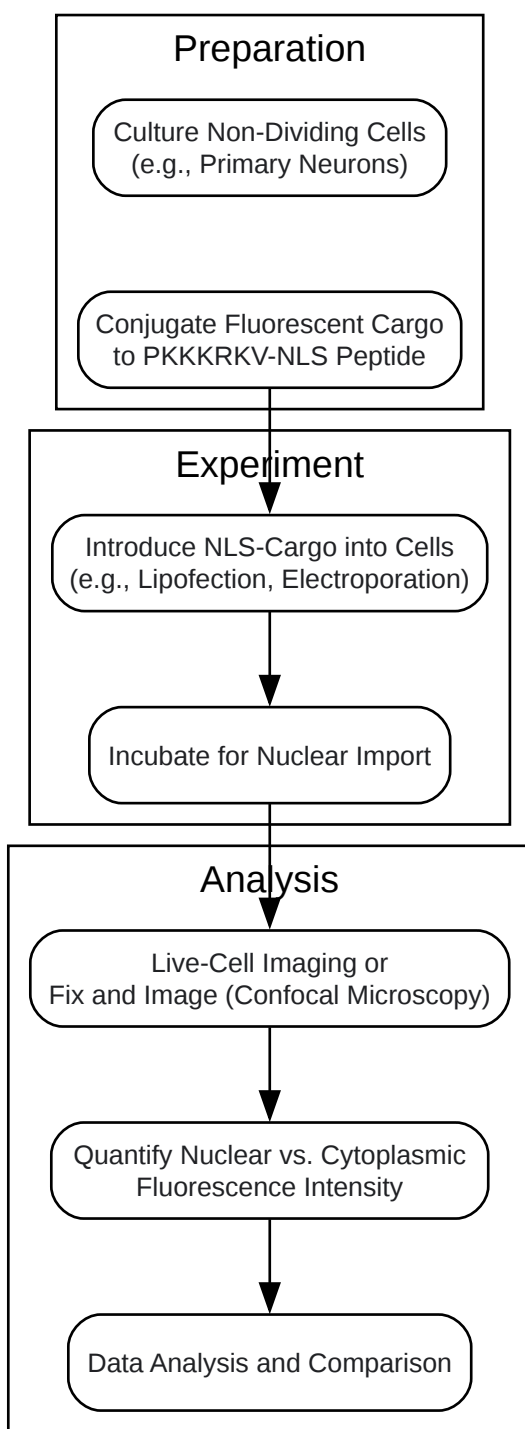 Preparation
Culture Non-Dividing Cells
(e.g., Primary Neurons)
Conjugate Fluorescent Cargo
to PKKKRKV-NLS Peptide
Experiment
Introduce NLS-Cargo into Cells
(e.g., Lipofection, Electroporation)
Incubate for Nuclear Import
Analysis
Live-Cell Imaging or
Fix and Image (Confocal Microscopy)
Quantify Nuclear vs. Cytoplasmic
Fluorescence Intensity
Data Analysis and Comparison